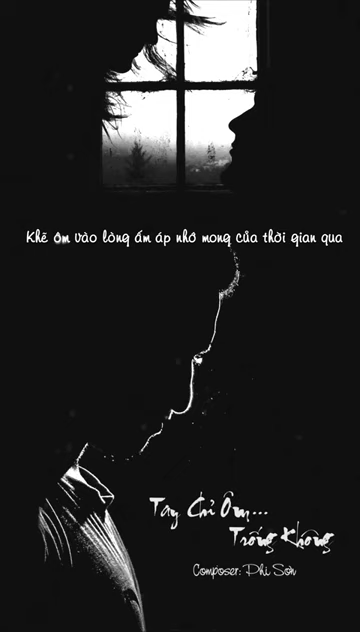 Khẽ ôm vào lòng ấm áp nhớ mong của thời gian qua
Tay Chỉ Ôm...
Trống Không
Composer: Phi Sơn